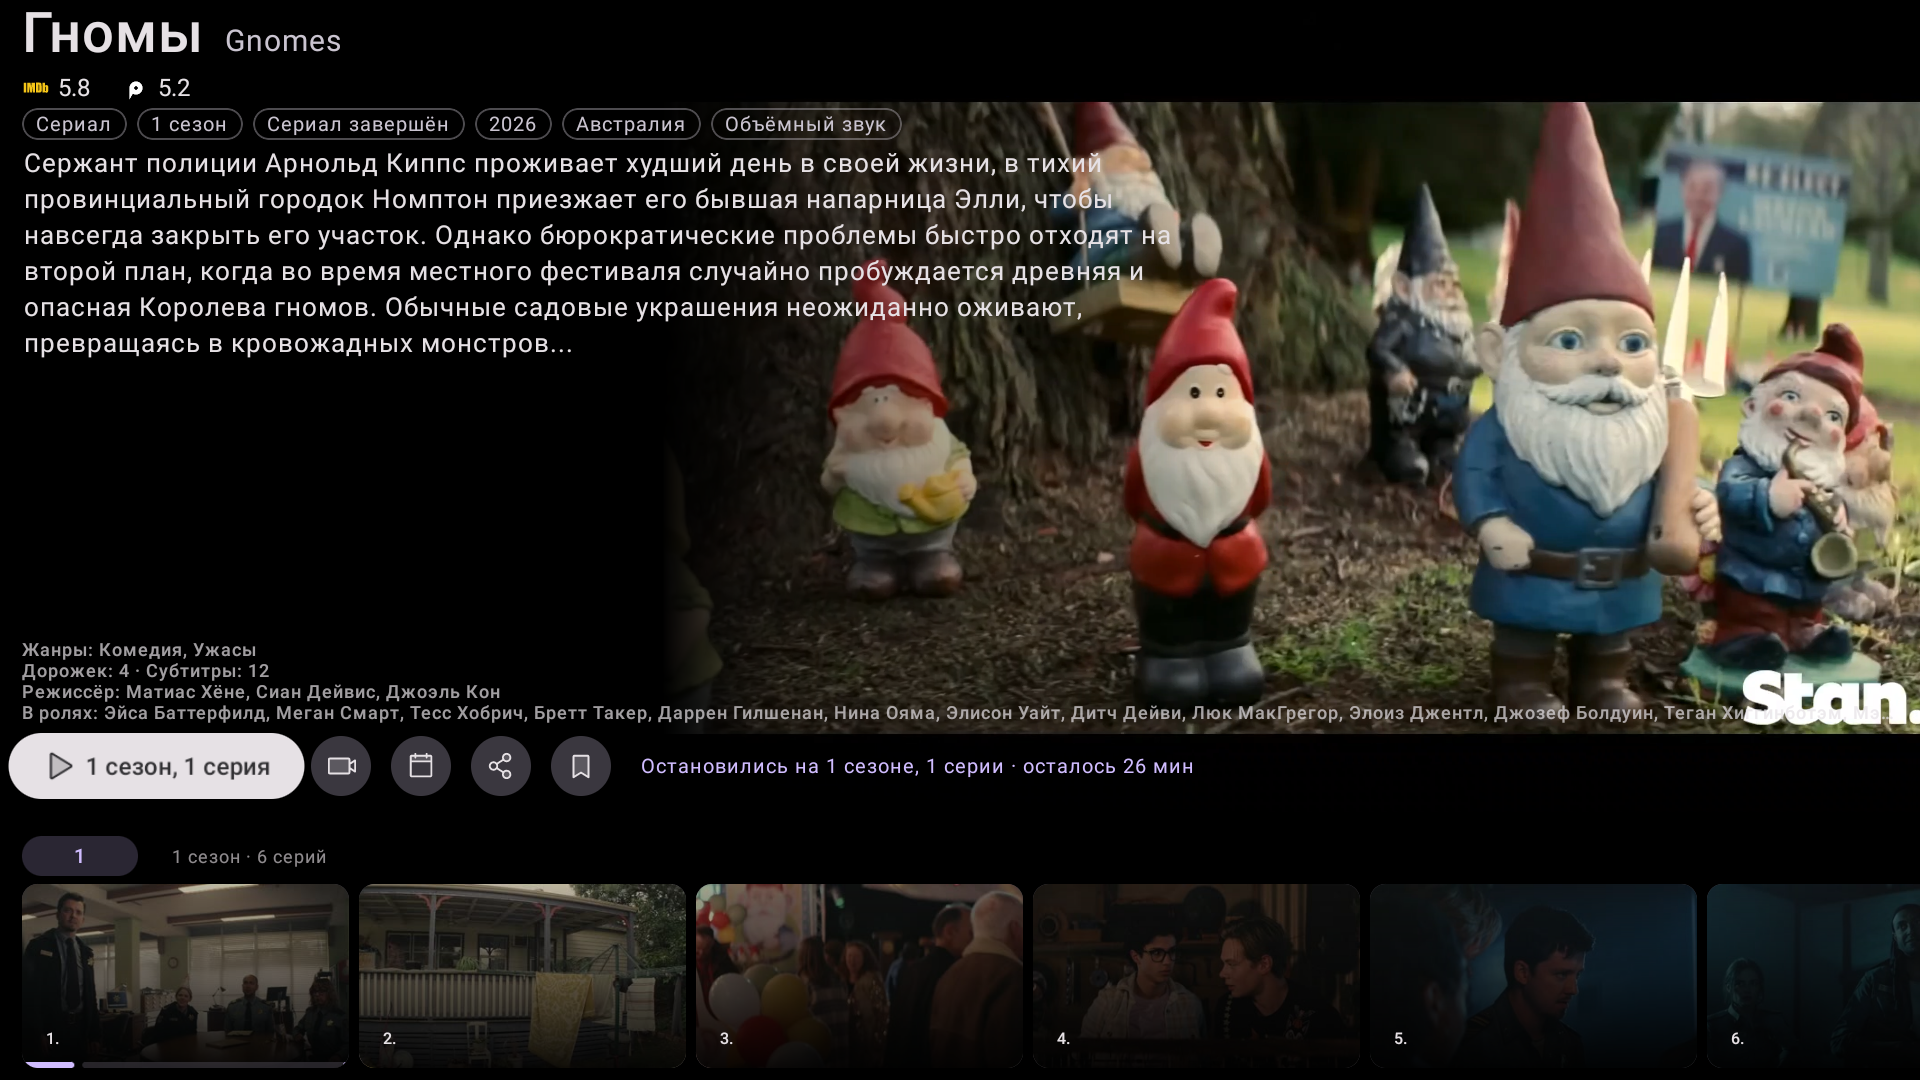 Гномы Gnomes
IMDb 5.8 5.2
Сериал 1 сезон Сериал завершён 2026 Австралия Объёмный звук
Сержант полиции Арнольд Киппс проживает худший день в своей жизни, в тихий
провинциальный городок Номптон приезжает его бывшая напарница Элли, чтобы
навсегда закрыть его участок. Однако бюрократические проблемы быстро отходят на
второй план, когда во время местного фестиваля случайно пробуждается древняя и
опасная Королева гномов. Обычные садовые украшения неожиданно оживают,
превращаясь в кровожадных монстров...
Жанры: Комедия, Ужасы
Дорожек: 4 · Субтитры: 12
Режиссёр: Матиас Хёне, Сиан Дейвис, Джоэль Кон
В ролях: Эйса Баттерфилд, Меган Смарт, Тесс Хобрич, Бретт Такер, Даррен Гилшенан, Нина Ояма, Элисон Уайт, Дитч Дейви, Люк МакГрегор, Элоиз Джентл, Джозеф Болдуин, Теган
Stan.
1 сезон, 1 серия
Остановились на 1 сезоне, 1 серии · осталось 26 мин
1
1 сезон · 6 серий
1. 2. 3. 4. 5. 6.